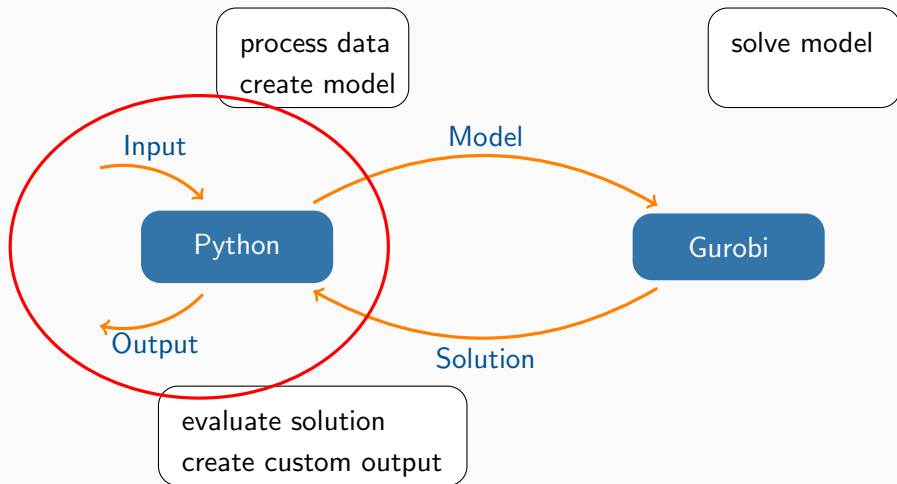 process data
create model
solve model
Input
Model
Python
Gurobi
Output
Solution
evaluate solution
create custom output